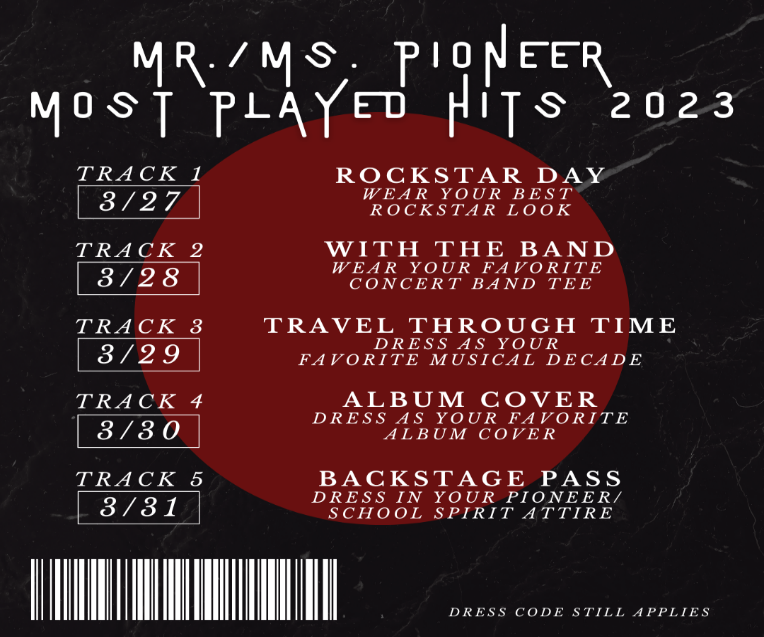 MR./MS. PIONEER
MOST PLAYED HITS 2023
TRACK 1
3/27
ROCKSTAR DAY
WEAR YOUR BEST
ROCKSTAR LOOK
TRACK 2
3/28
WITH THE BAND
WEAR YOUR FAVORITE
CONCERT BAND TEE
TRACK 3
3/29
TRAVEL THROUGH TIME
DRESS AS YOUR
FAVORITE MUSICAL DECADE
TRACK 4
3/30
ALBUM COVER
DRESS AS YOUR FAVORITE
ALBUM COVER
TRACK 5
3/31
BACKSTAGE PASS
DRESS IN YOUR PIONEER/
SCHOOL SPIRIT ATTIRE
DRESS CODE STILL APPLIES